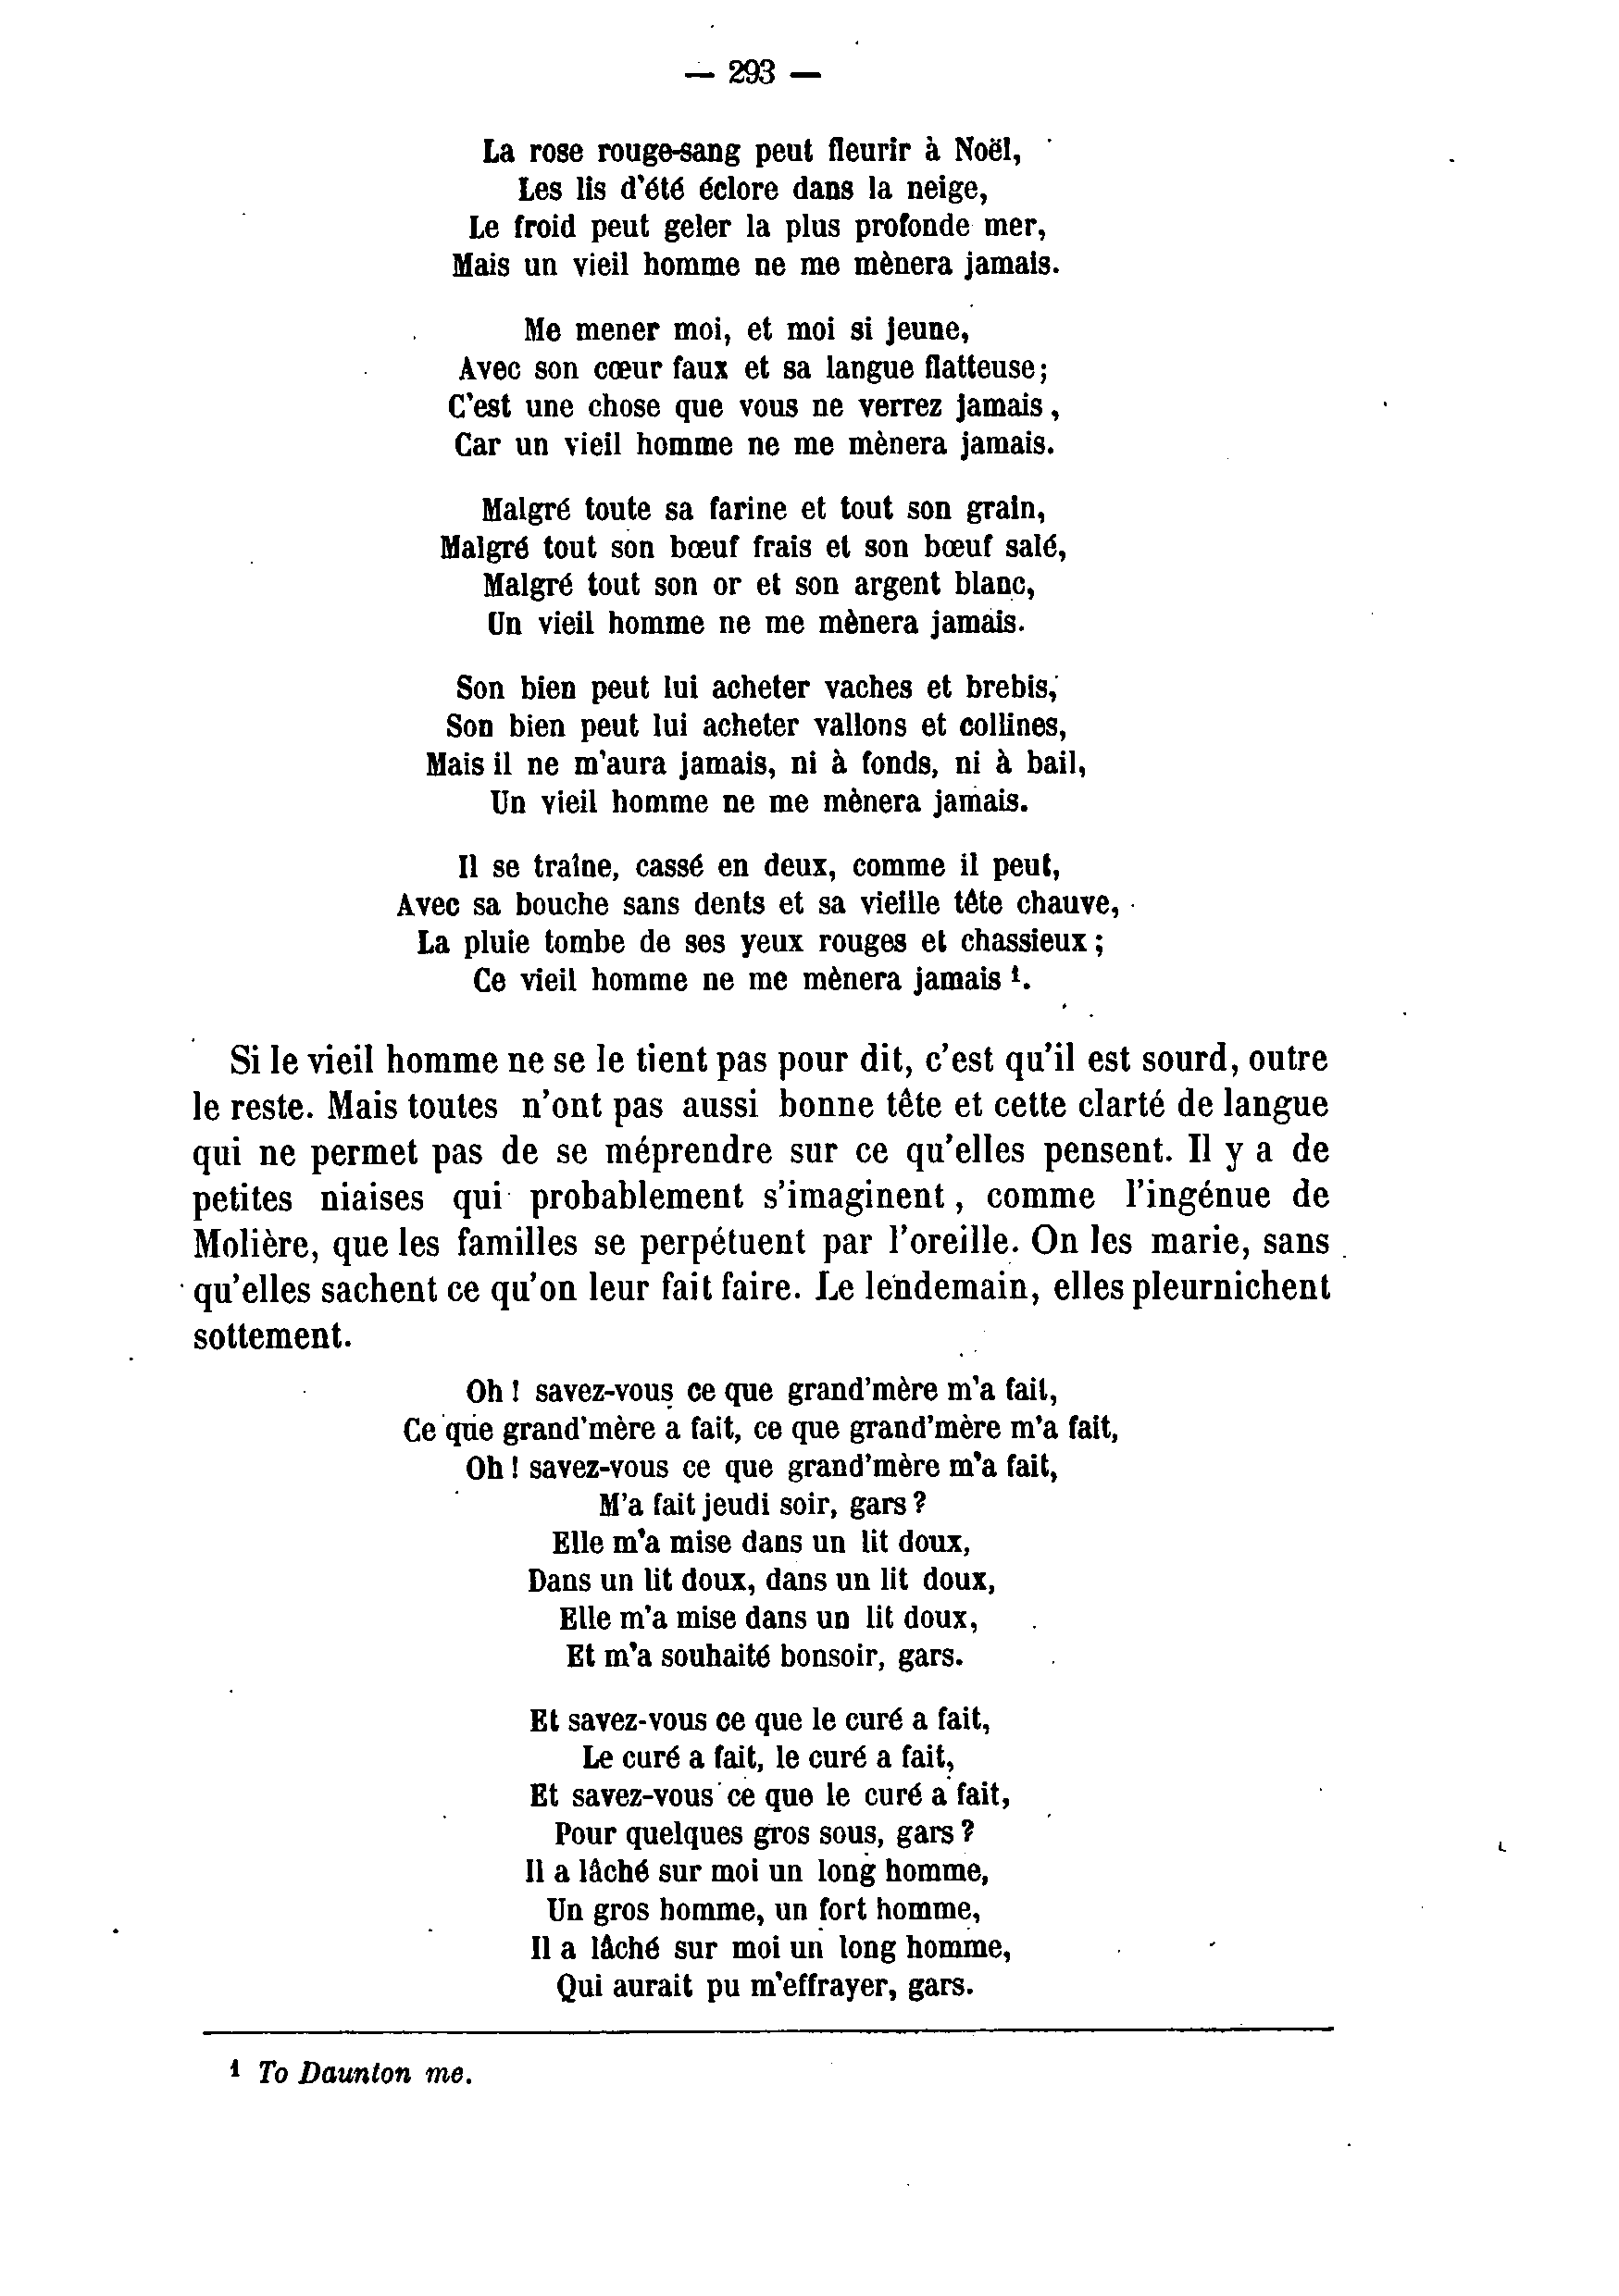 — 293 —
La rose rouge-sang peut fleurir à Noël,
Les lis d'été éclore dans la neige,
Le froid peut geler la plus profonde mer,
Mais un vieil homme ne me mènera jamais.
Me mener moi, et moi si jeune,
Avec son cœur faux et sa langue flatteuse;
C'est une chose que vous ne verrez jamais,
Car un vieil homme ne me mènera jamais.
Malgré toute sa farine et tout son grain,
Malgré tout son bœuf frais et son bœuf salé,
Malgré tout son or et son argent blanc,
Un vieil homme ne me mènera jamais.
Son bien peut lui acheter vaches et brebis,
Son bien peut lui acheter vallons et collines,
Mais il ne m'aura jamais, ni à fonds, ni à bail,
Un vieil homme ne me mènera jamais.
Il se traîne, cassé en deux, comme il peut,
Avec sa bouche sans dents et sa vieille tête chauve,
La pluie tombe de ses yeux rouges et chassieux;
Ce vieil homme ne me mènera jamais ¹.
Si le vieil homme ne se le tient pas pour dit, c'est qu'il est sourd, outre
le reste. Mais toutes n'ont pas aussi bonne tête et cette clarté de langue
qui ne permet pas de se méprendre sur ce qu'elles pensent. Il y a de
petites niaises qui probablement s'imaginent, comme l'ingénue de
Molière, que les familles se perpétuent par l'oreille. On les marie, sans
qu'elles sachent ce qu'on leur fait faire. Le lendemain, elles pleurnichent
sottement.
Oh ! savez-vous ce que grand'mère m'a fait,
Ce que grand'mère a fait, ce que grand'mère m'a fait,
Oh ! savez-vous ce que grand'mère m'a fait,
M'a fait jeudi soir, gars ?
Elle m'a mise dans un lit doux,
Dans un lit doux, dans un lit doux,
Elle m'a mise dans un lit doux,
Et m'a souhaité bonsoir, gars.
Et savez-vous ce que le curé a fait,
Le curé a fait, le curé a fait,
Et savez-vous ce que le curé a fait,
Pour quelques gros sous, gars ?
Il a lâché sur moi un long homme,
Un gros homme, un fort homme,
Il a lâché sur moi un long homme,
Qui aurait pu m'effrayer, gars.
¹ To Daunton me.